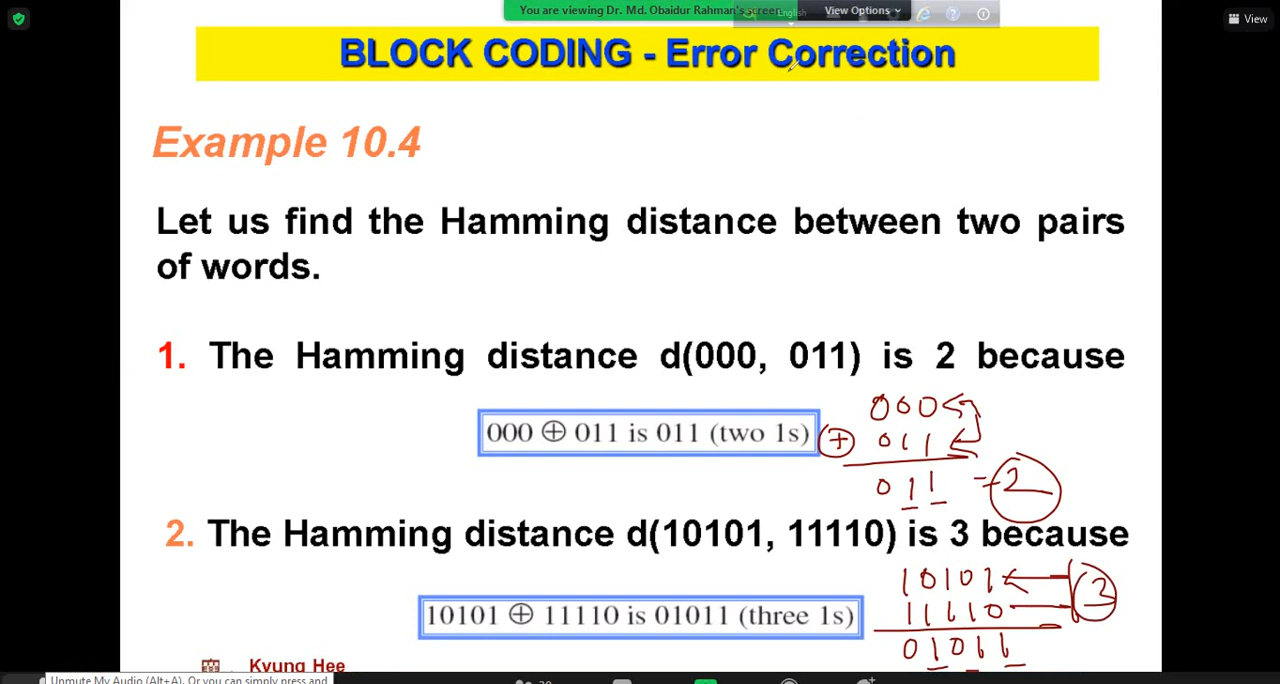 You are viewing Dr. Md. Obaidur Rahman's screen
English
View Options
View
BLOCK CODING - Error Correction
Example 10.4
Let us find the Hamming distance between two pairs
of words.
1. The Hamming distance d(000, 011) is 2 because
000 ⊕ 011 is 011 (two 1s)
000
⊕ 011
011 = 2
2. The Hamming distance d(10101, 11110) is 3 because
10101 ⊕ 11110 is 01011 (three 1s)
10101
11110
3
01011
Kyung Hee
Unmute My Audio (Alt+A), Or you can simply press and